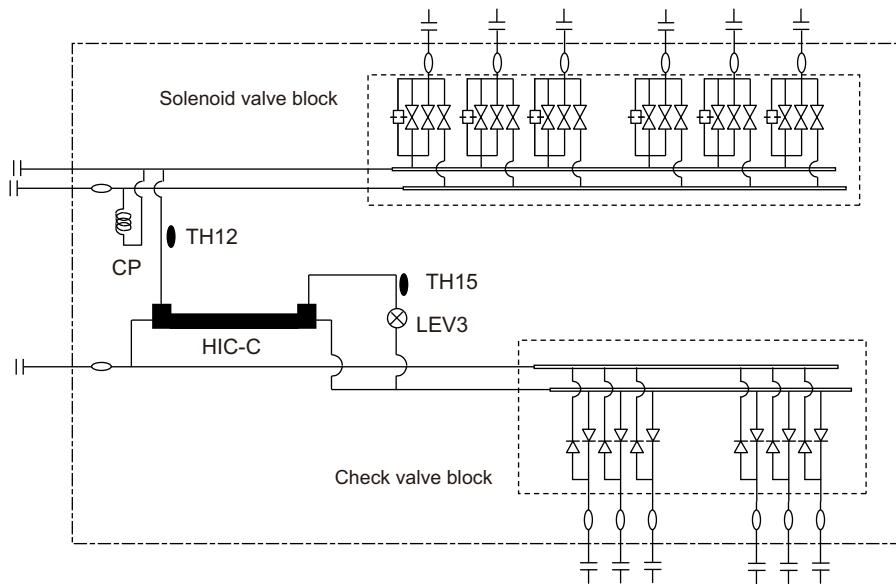 Solenoid valve block
TH12
CP
TH15
LEV3
HIC-C
Check valve block